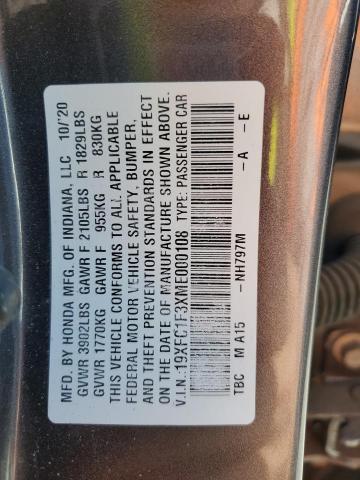 MFD. BY HONDA MFG. OF INDIANA, LLC 10/'20
GVWR 3902LBS GAWR F 2105LBS R 1829LBS
GVWR 1770KG GAWR F 955KG R 830KG
THIS VEHICLE CONFORMS TO ALL APPLICABLE
FEDERAL MOTOR VEHICLE SAFETY, BUMPER,
AND THEFT PREVENTION STANDARDS IN EFFECT
ON THE DATE OF MANUFACTURE SHOWN ABOVE.
V.I.N.:19XFC1F3XME000106 TYPE: PASSENGER CAR
-NH797M -A -E
TBC M A15